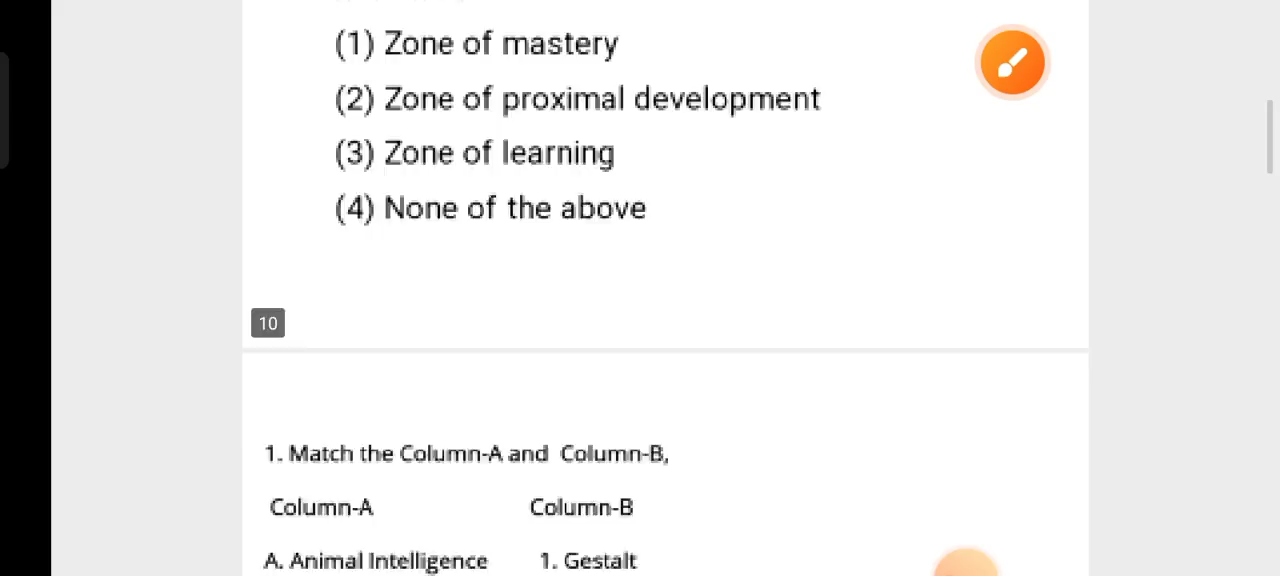 (1) Zone of mastery
(2) Zone of proximal development
(3) Zone of learning
(4) None of the above
10
1. Match the Column-A and Column-B,
Column-A Column-B
A. Animal Intelligence 1. Gestalt